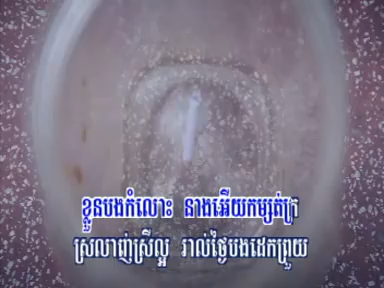 ខ្លួនបងកំលោះ នាងអើយកម្សត់ក្រ
ស្រលាញ់ស្រីល្អ រាល់ថ្ងៃបងដេកព្រួយ